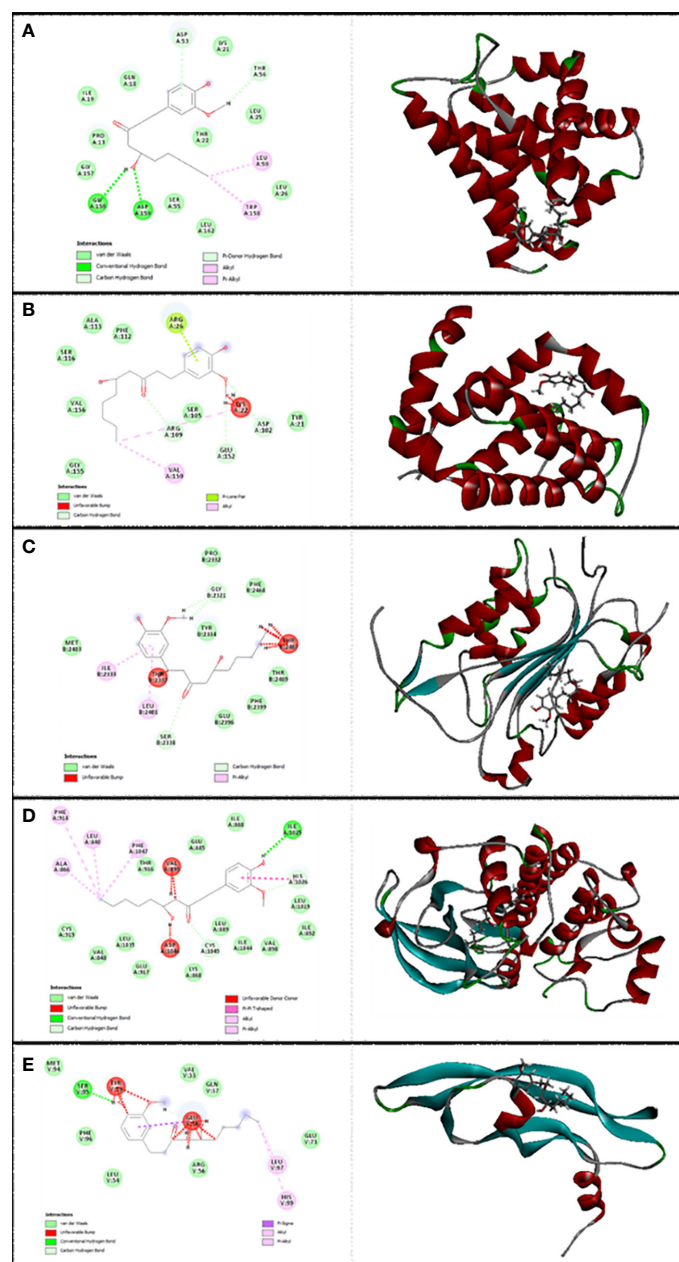 A
ASP
A:53
LYS
A:21
THR
A:56
GLN
A:18
ILE
A:19
LEU
A:25
PRO
A:13
THR
A:22
LEU
A:98
GLY
A:157
LEU
A:26
SER
A:55
TRP
A:158
LEU
A:162
Interactions
van der Waals
Conventional Hydrogen Bond
Carbon Hydrogen Bond
Pi-Donor Hydrogen Bond
Alkyl
Pi-Alkyl
B
ALA
A:113
PHE
A:112
ARG
A:26
SER
A:116
VAL
A:156
SER
A:105
ASP
A:102
TYR
A:21
ARG
A:109
GLU
A:152
GLY
A:155
VAL
A:159
Interactions
van der Waals
Unfavorable Bump
Carbon Hydrogen Bond
Pi-Lone Pair
Alkyl
C
PRO
B:2332
GLY
B:2321
PHE
B:2468
TYR
B:2334
MET
B:2483
ILE
B:2333
THR
B:2337
LEU
B:2481
THR
B:2469
PHE
B:2399
GLU
B:2396
SER
B:2338
Interactions
van der Waals
Unfavorable Bump
Carbon Hydrogen Bond
Pi-Alkyl
D
PHE
A:918
LEU
A:840
PHE
A:1047
ALA
A:866
THR
A:916
VAL
A:899
GLU
A:885
ILE
A:888
ILE
A:1025
HIS
A:1026
LEU
A:1019
CYS
A:919
VAL
A:848
LEU
A:1035
GLU
A:917
ASP
A:1046
LYS
A:868
CYS
A:1045
LEU
A:889
ILE
A:1044
VAL
A:898
ILE
A:892
Interactions
van der Waals
Unfavorable Bump
Conventional Hydrogen Bond
Carbon Hydrogen Bond
Unfavorable Donor-Donor
Pi-Pi T-shaped
Alkyl
Pi-Alkyl
E
MET
V:94
SER
V:95
VAL
V:53
GLN
V:37
PHE
V:96
LEU
V:54
ARG
V:56
GLU
V:73
LEU
V:97
HIS
V:99
Interactions
van der Waals
Unfavorable Bump
Conventional Hydrogen Bond
Carbon Hydrogen Bond
Pi-Sigma
Alkyl
Pi-Alkyl